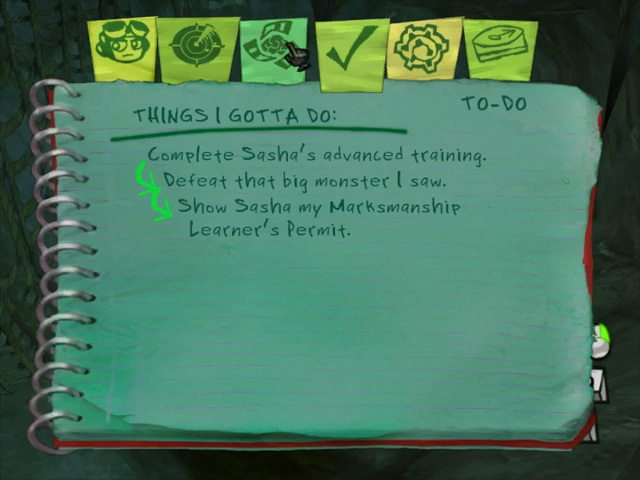 THINGS I GOTTA DO:
TO-DO
Complete Sasha's advanced training.
Defeat that big monster I saw.
Show Sasha my Marksmanship
Learner's Permit.